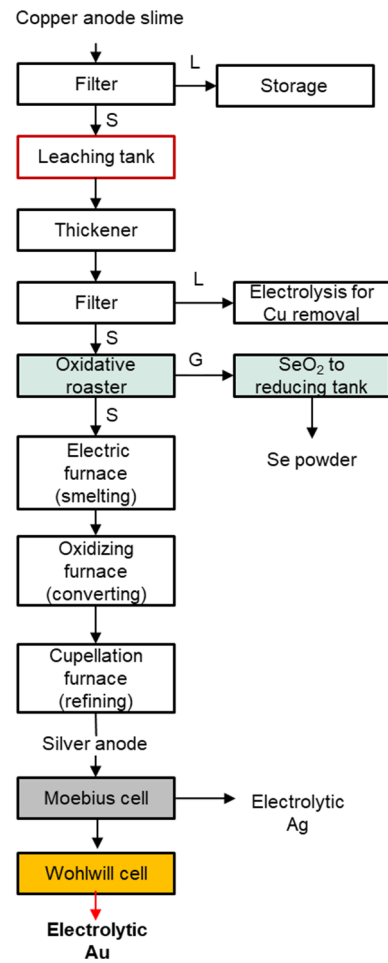 Copper anode slime
L
Filter
Storage
S
Leaching tank
Thickener
L
Filter
Electrolysis for
Cu removal
S
Oxidative
roaster
G
SeO₂ to
reducing tank
S
Se powder
Electric
furnace
(smelting)
Oxidizing
furnace
(converting)
Cupellation
furnace
(refining)
Silver anode
Moebius cell
Electrolytic
Ag
Wohlwill cell
Electrolytic
Au